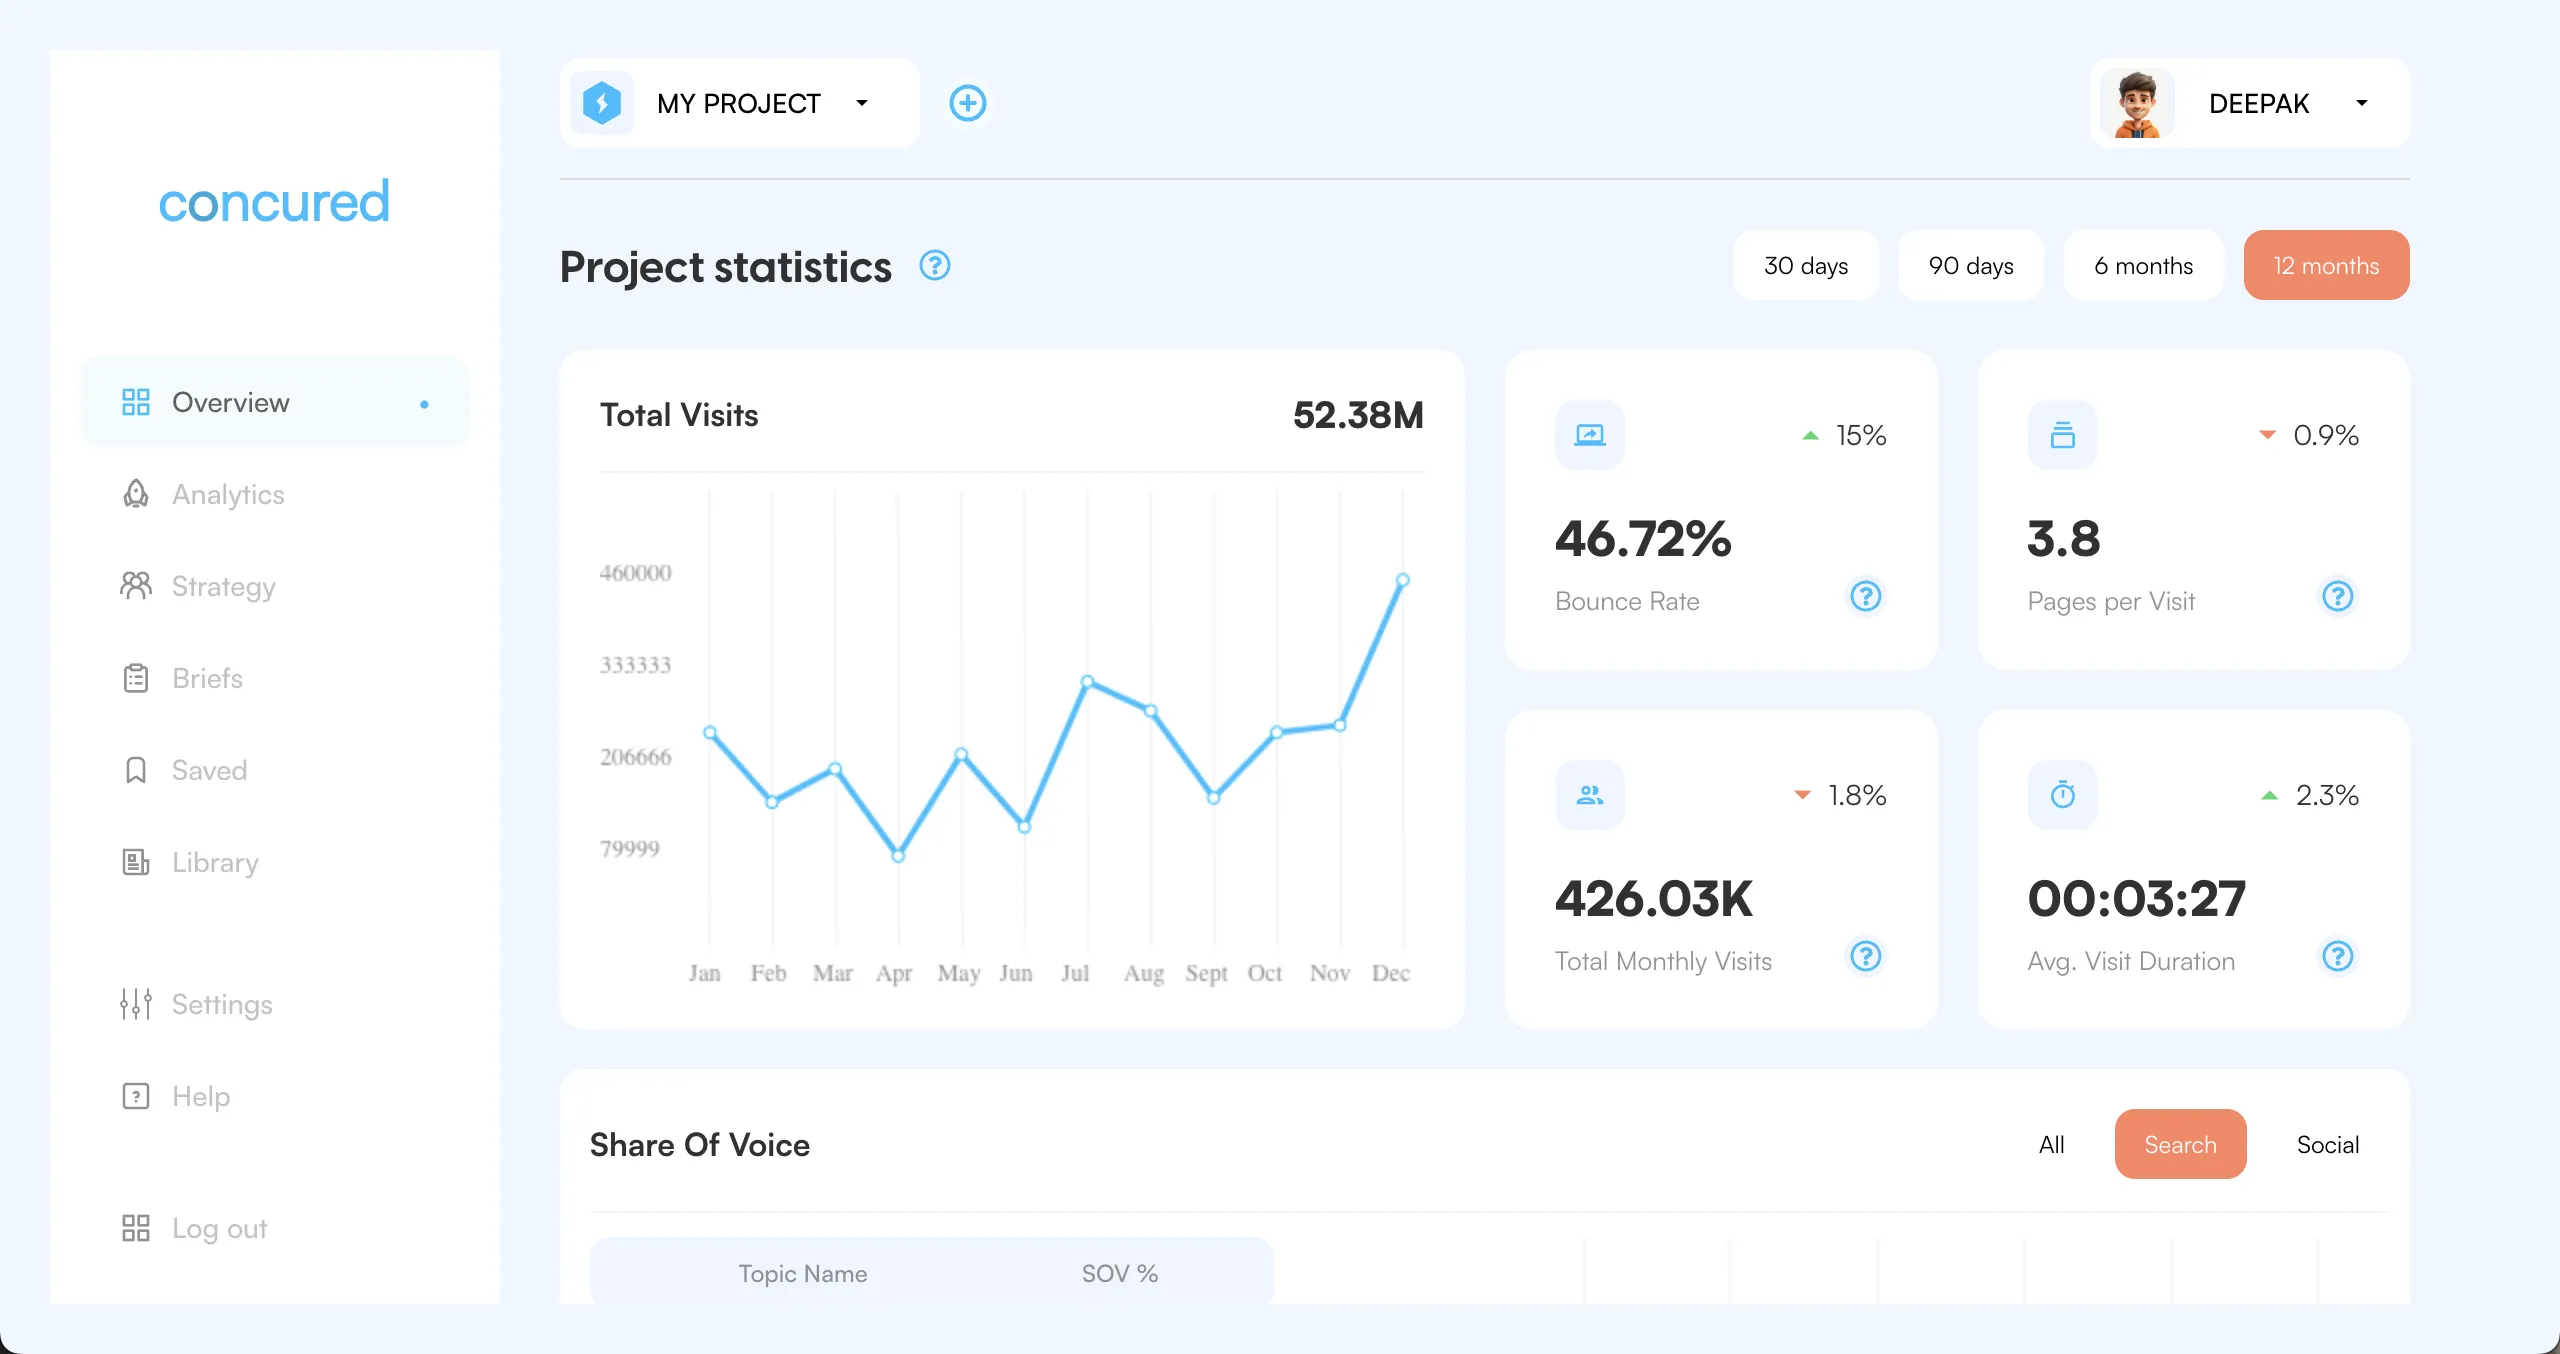 concured
Overview
Analytics
Strategy
Briefs
Saved
Library
Settings
Help
Log out
MY PROJECT
DEEPAK
Project statistics
30 days 90 days 6 months 12 months
Total Visits 52.38M
460000
333333
206666
79999
Jan Feb Mar Apr May Jun Jul Aug Sept Oct Nov Dec
15%
46.72%
Bounce Rate
0.9%
3.8
Pages per Visit
1.8%
426.03K
Total Monthly Visits
2.3%
00:03:27
Avg. Visit Duration
Share Of Voice
All Search Social
Topic Name SOV %